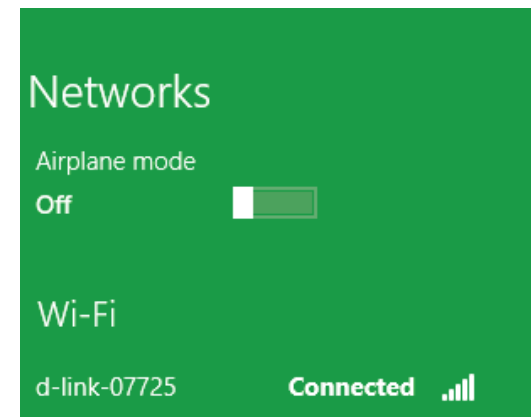 Networks
Airplane mode
Off
Wi-Fi
d-link-07725 Connected